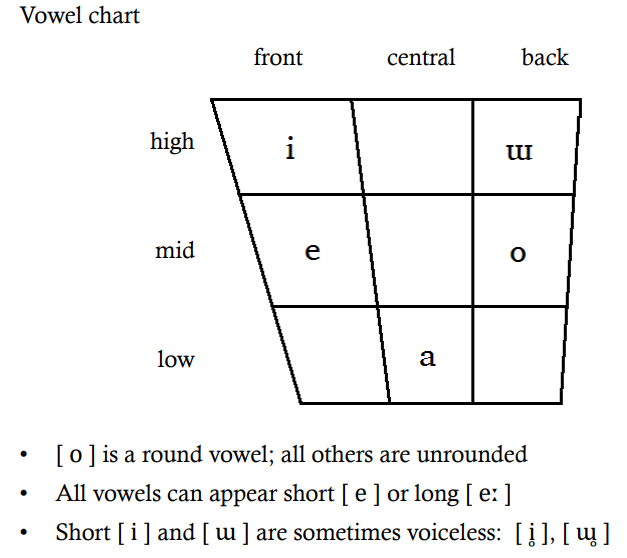 Vowel chart
front central back
high i ɯ
mid e o
low a
• [ o ] is a round vowel; all others are unrounded
• All vowels can appear short [ e ] or long [ eː ]
• Short [ i ] and [ ɯ ] are sometimes voiceless: [ i̥ ], [ ɯ̥ ]